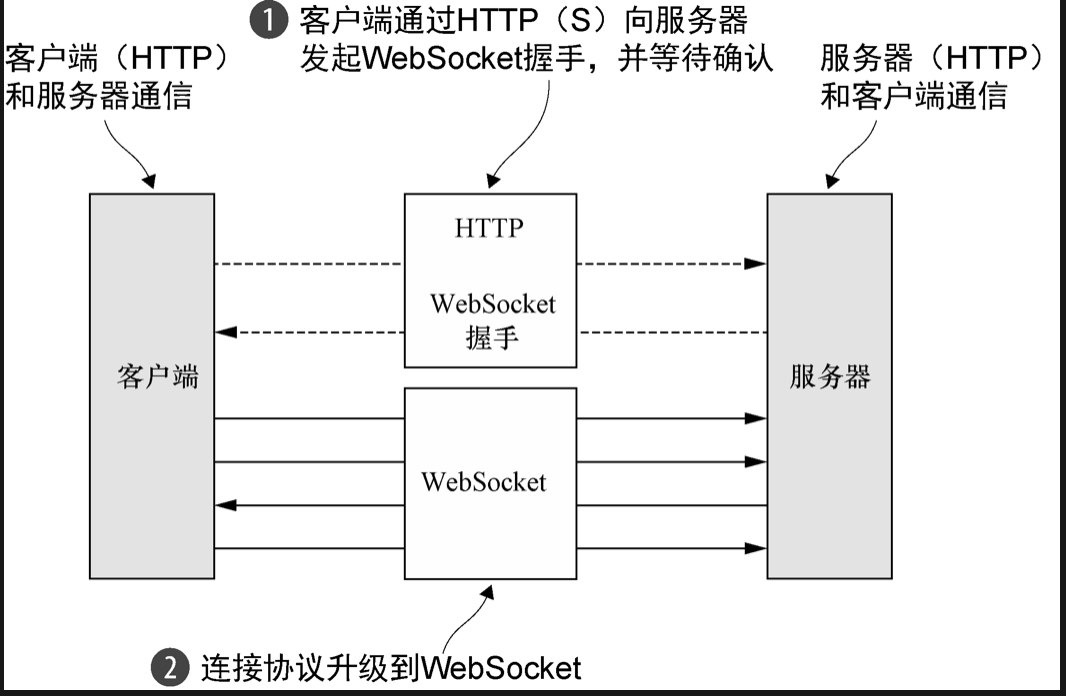 ❶ 客户端通过HTTP（S）向服务器
发起WebSocket握手，并等待确认
客户端（HTTP）
和服务器通信
服务器（HTTP）
和客户端通信
HTTP
WebSocket
握手
客户端
服务器
WebSocket
❷ 连接协议升级到WebSocket